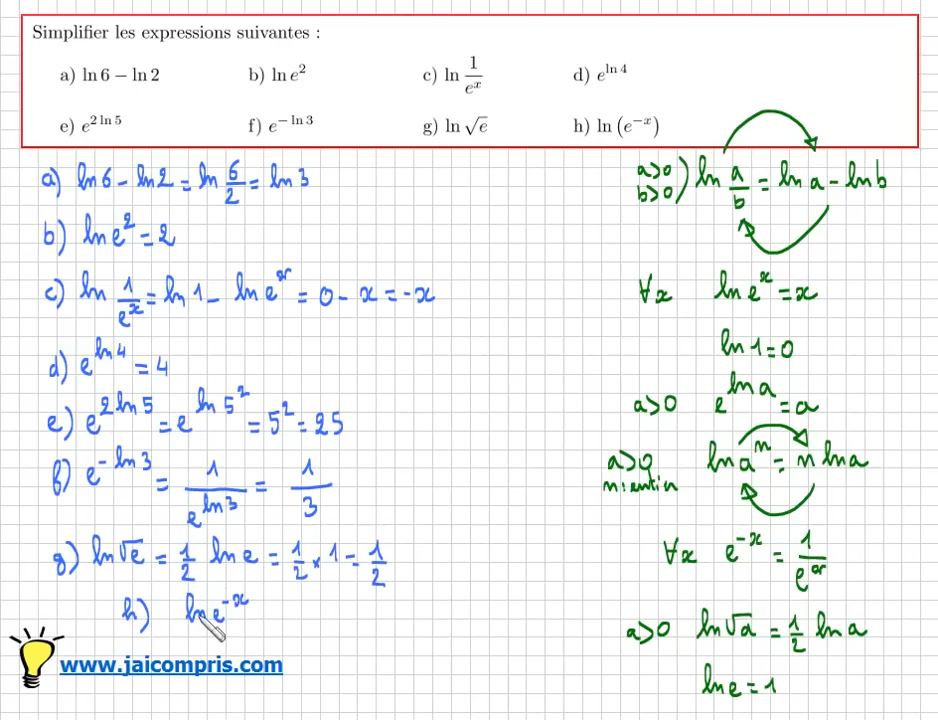 Simplifier les expressions suivantes :
a) ln 6 − ln 2 b) ln e² c) ln 1/eˣ d) e^(ln 4)
e) e^(2 ln 5) f) e^(− ln 3) g) ln √e h) ln (e^(−x))
a) ln 6 − ln 2 = ln 6/2 = ln 3
b) ln e² = 2
c) ln 1/eˣ = ln 1 − ln eˣ = 0 − x = −x
d) e^(ln 4) = 4
e) e^(2 ln 5) = e^(ln 5²) = 5² = 25
f) e^(− ln 3) = 1/e^(ln 3) = 1/3
g) ln √e = 1/2 ln e = 1/2 × 1 = 1/2
h) ln e^(−x)
www.jaicompris.com
a>0
b>0) ln a/b = ln a − ln b
∀x ln eˣ = x
ln 1 = 0
a>0 e^(ln a) = a
a>0 ln aⁿ = n ln a
n: entier
∀x e^(−x) = 1/eˣ
a>0 ln √a = 1/2 ln a
ln e = 1